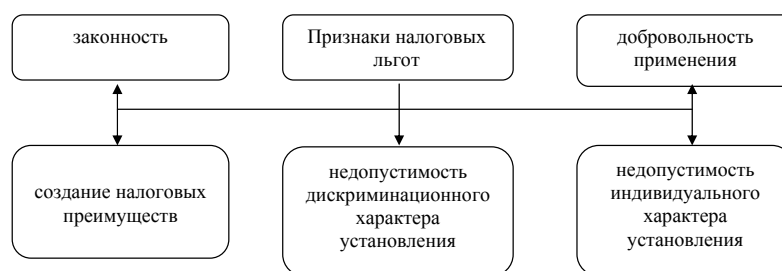 законность
Признаки налоговых
льгот
добровольность
применения
создание налоговых
преимуществ
недопустимость
дискриминационного
характера
установления
недопустимость
индивидуального
характера
установления